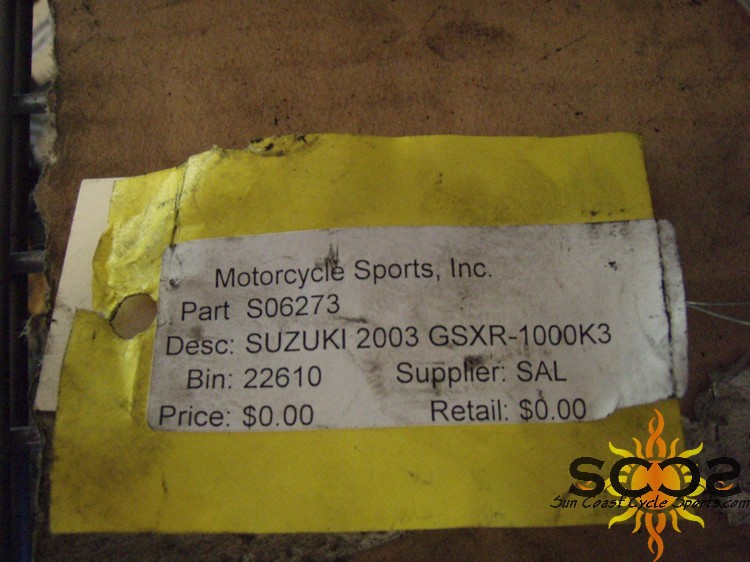 Motorcycle Sports, Inc.
Part S06273
Desc: SUZUKI 2003 GSXR-1000K3
Bin: 22610 Supplier: SAL
Price: $0.00 Retail: $0.00
SCCS
Sun Coast Cycle Sports.com